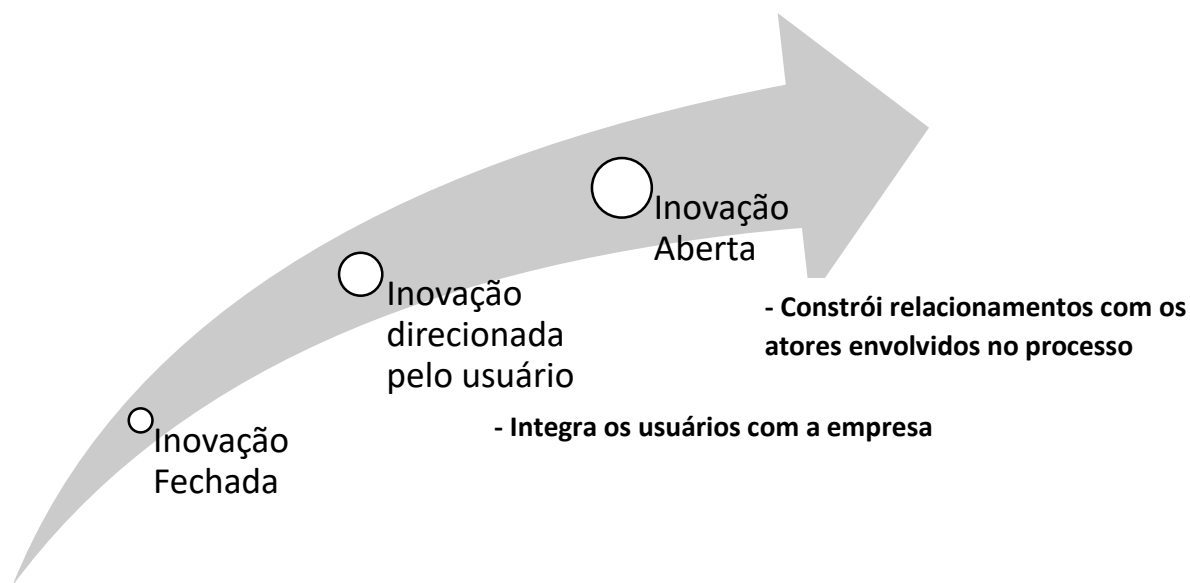 Inovação
Aberta
Inovação
direcionada
pelo usuário
- Constrói relacionamentos com os
atores envolvidos no processo
Inovação
Fechada
- Integra os usuários com a empresa